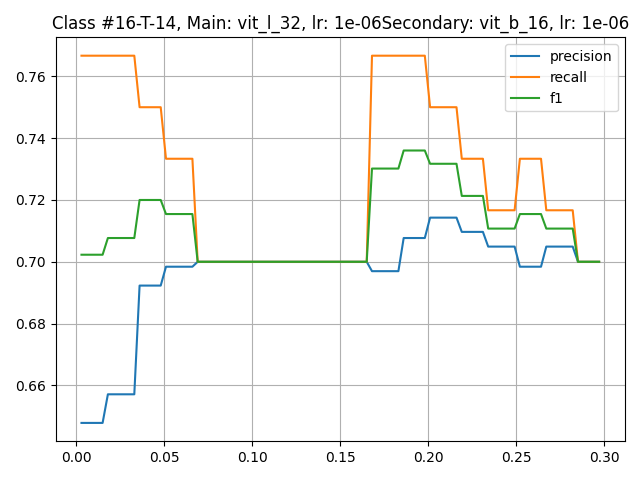 Class #16-T-14, Main: vit_l_32, lr: 1e-06Secondary: vit_b_16, lr: 1e-06
precision
recall
f1
0.76
0.74
0.72
0.70
0.68
0.66
0.00 0.05 0.10 0.15 0.20 0.25 0.30